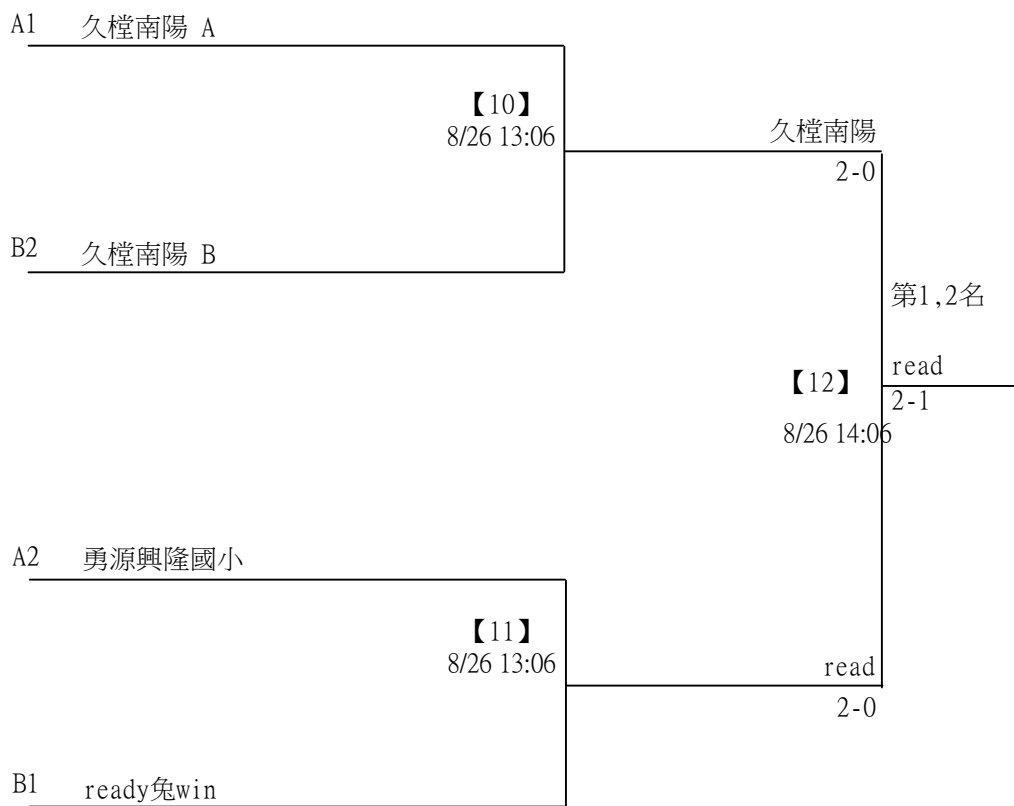 A1 久樘南陽 A
【10】
8/26 13:06
久樘南陽
2-0
B2 久樘南陽 B
第1,2名
【12】
read
2-1
8/26 14:06
A2 勇源興隆國小
【11】
8/26 13:06
read
2-0
B1 ready兔win